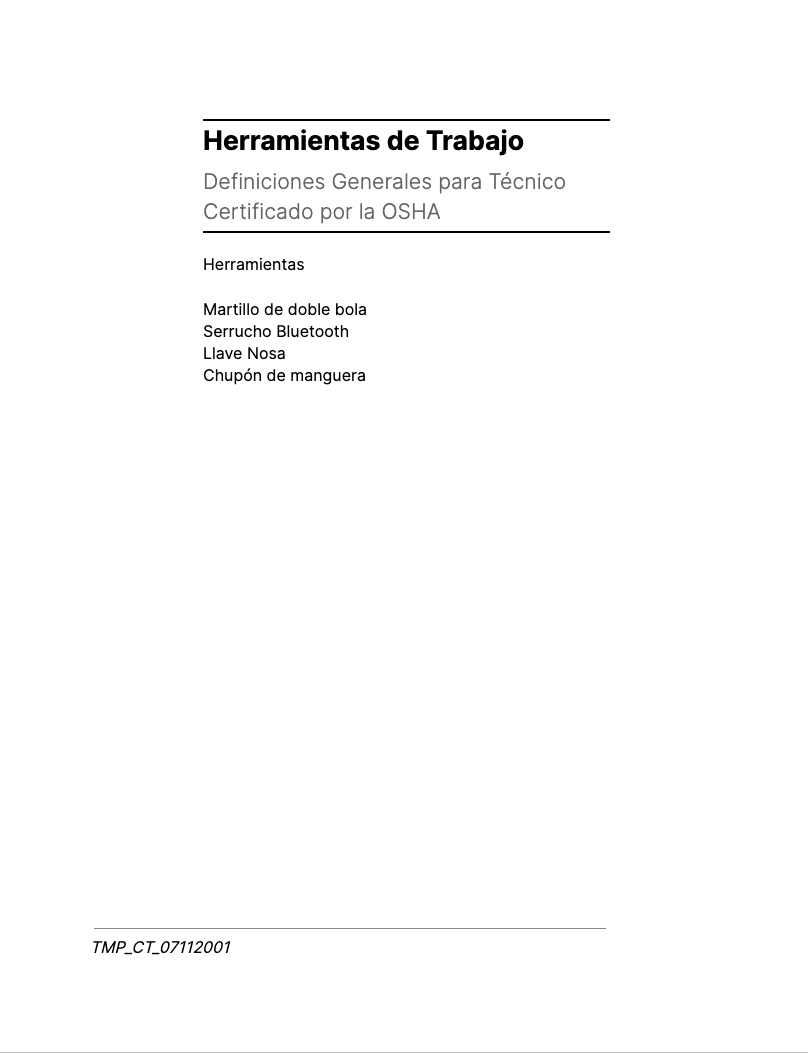 Herramientas de Trabajo
Definiciones Generales para Técnico
Certificado por la OSHA
Herramientas
Martillo de doble bola
Serrucho Bluetooth
Llave Nosa
Chupón de manguera
TMP_CT_07112001